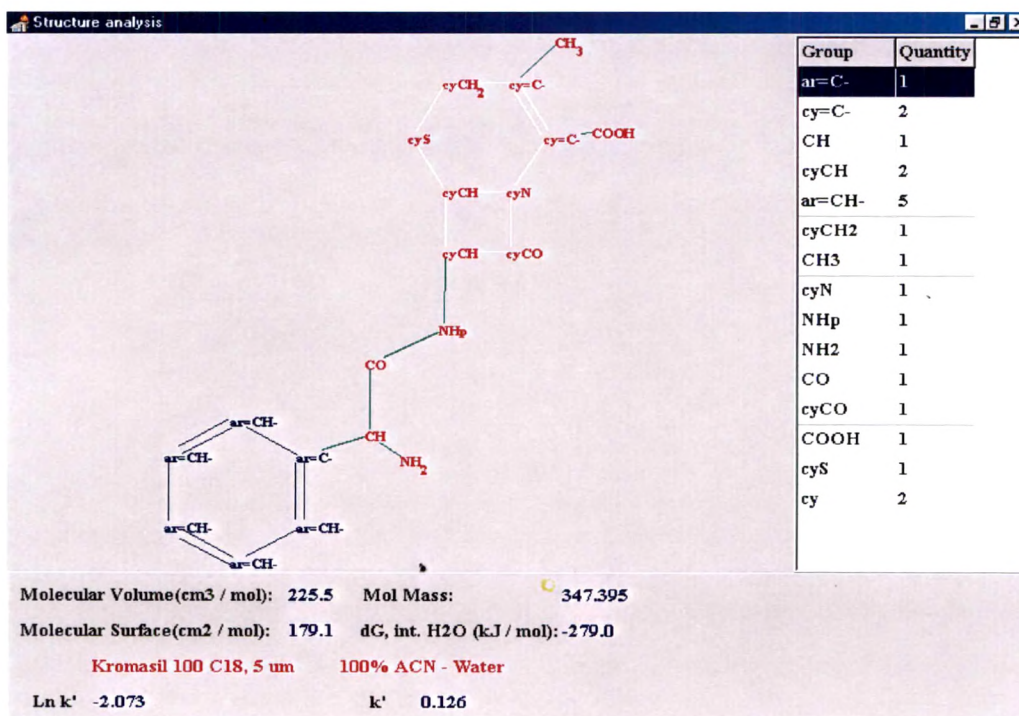 Structure analysis
CH3
cyCH2 cy=C-
cyS cy=C- COOH
cyCH cyN
cyCH cyCO
NHp
CO
ar=CH-
CH
ar=CH- ar=C- NH2
ar=CH- ar=CH-
ar=CH-
Group Quantity
ar=C- 1
cy=C- 2
CH 1
cyCH 2
ar=CH- 5
cyCH2 1
CH3 1
cyN 1
NHp 1
NH2 1
CO 1
cyCO 1
COOH 1
cyS 1
cy 2
Molecular Volume(cm3 / mol): 225.5 Mol Mass: 347.395
Molecular Surface(cm2 / mol): 179.1 dG, int. H2O (kJ / mol): -279.0
Kromasil 100 C18, 5 um 100% ACN - Water
Ln k' -2.073 k' 0.126